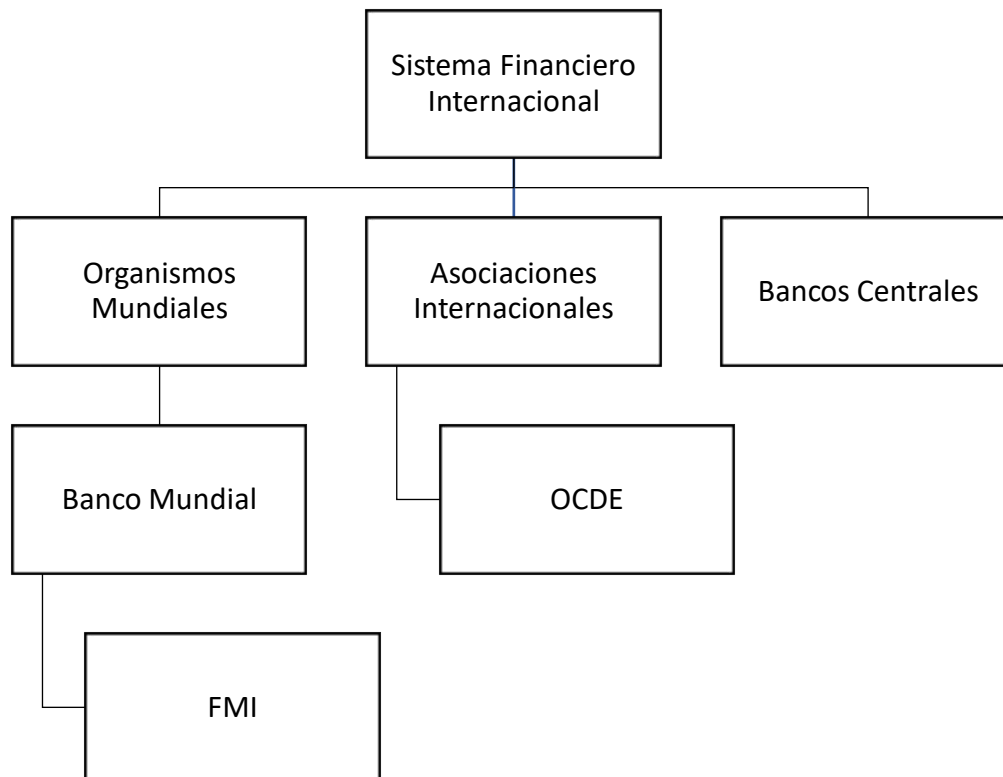 Sistema Financiero
Internacional
Organismos
Mundiales
Asociaciones
Internacionales
Bancos Centrales
Banco Mundial
OCDE
FMI